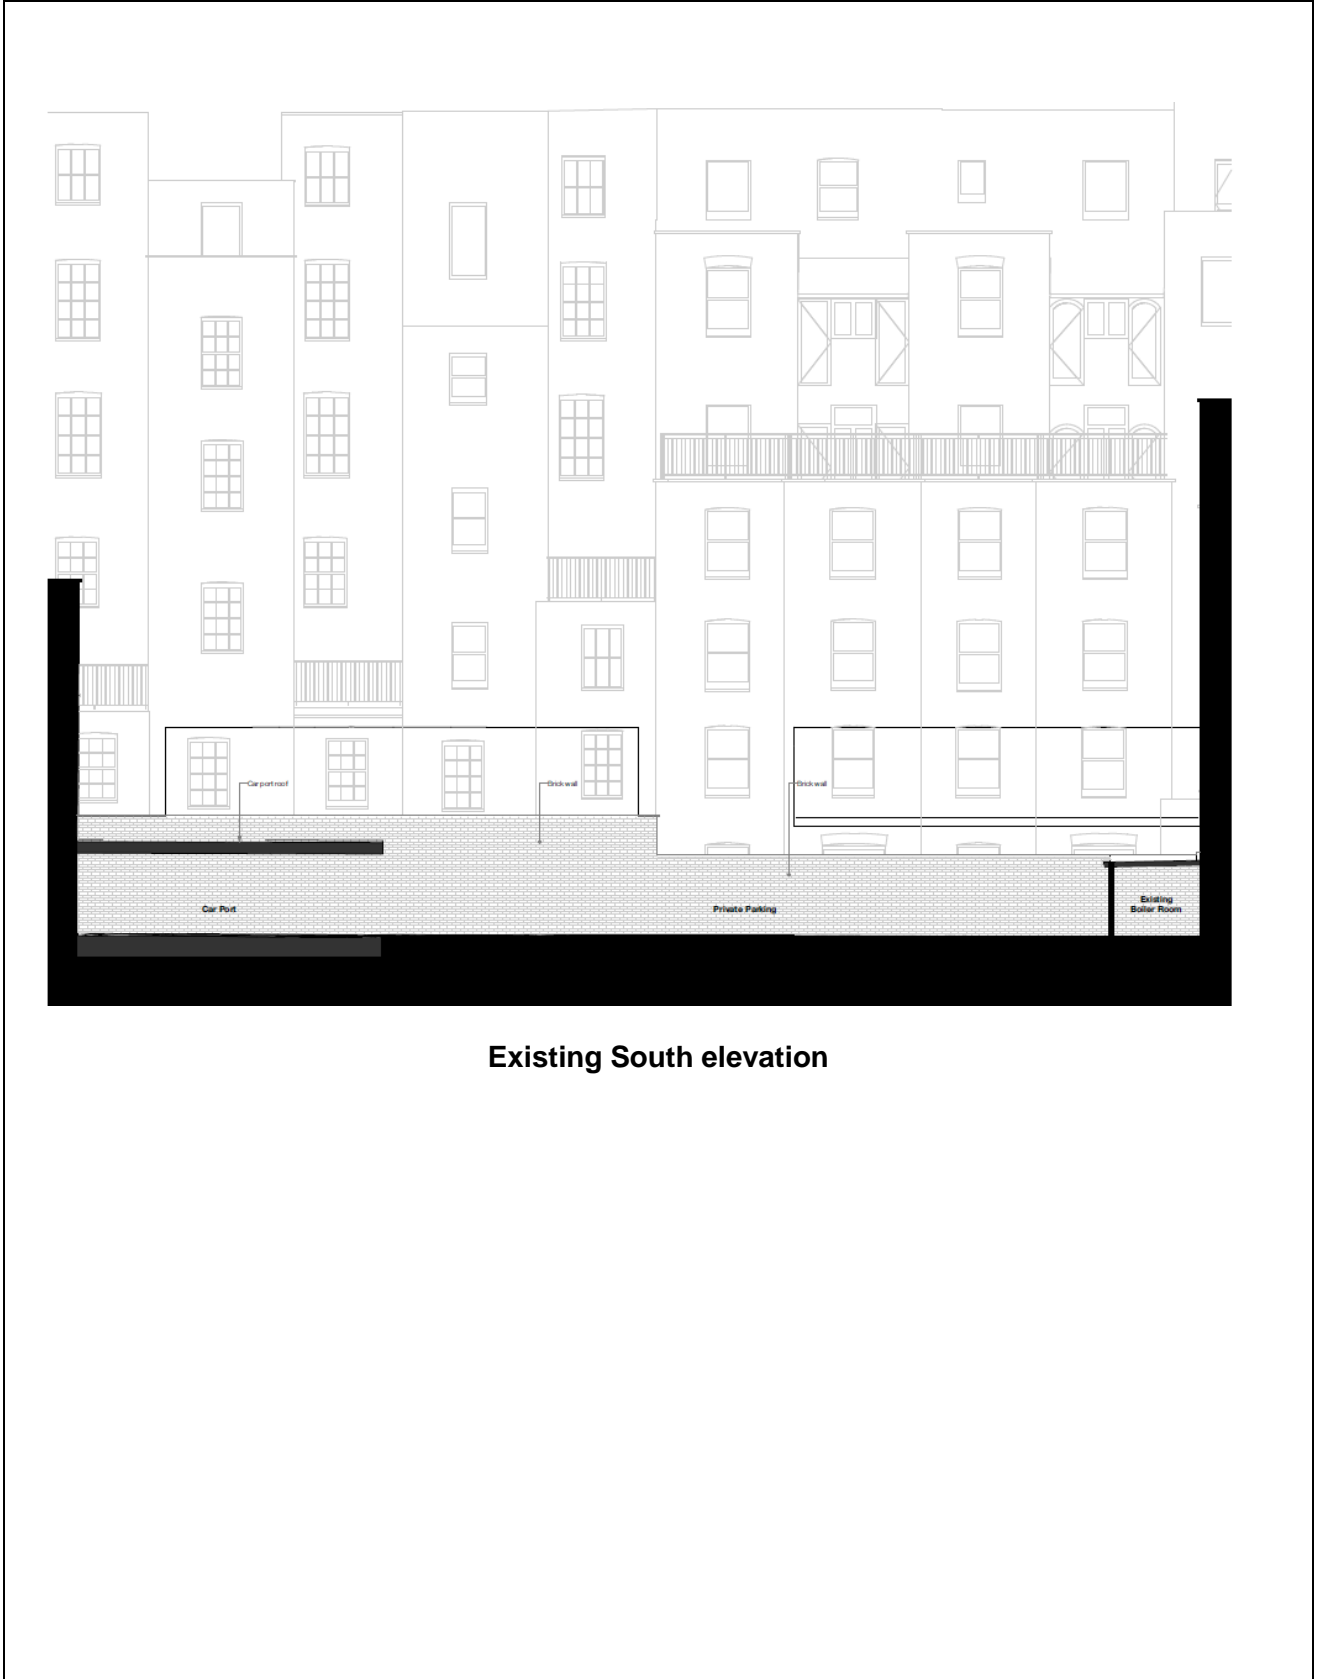 Car port roof
Brick wall
Brick wall
Car Port
Private Parking
Existing
Boiler Room
Existing South elevation